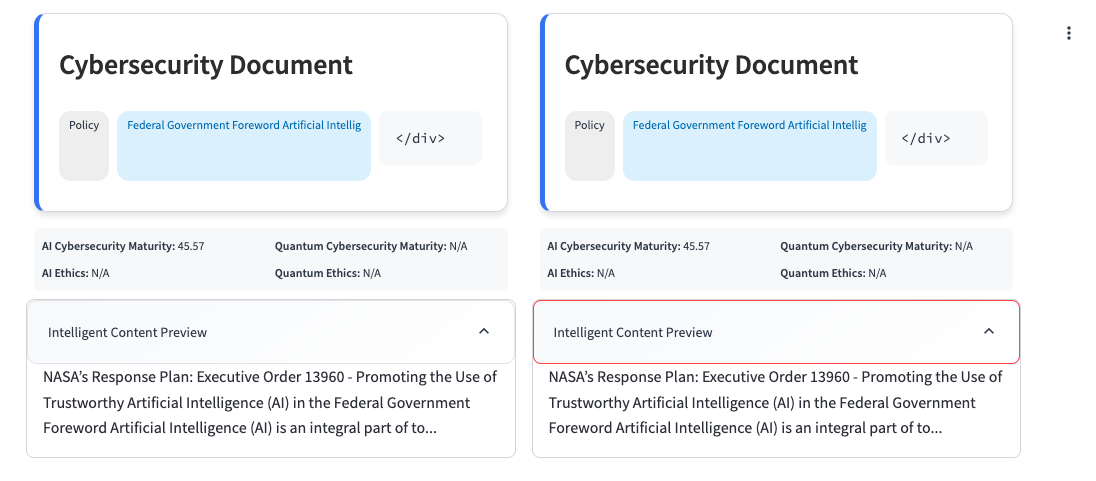 Cybersecurity Document
Policy
Federal Government Foreword Artificial Intellig
</div>
AI Cybersecurity Maturity: 45.57
Quantum Cybersecurity Maturity: N/A
AI Ethics: N/A
Quantum Ethics: N/A
Intelligent Content Preview
NASA’s Response Plan: Executive Order 13960 - Promoting the Use of
Trustworthy Artificial Intelligence (AI) in the Federal Government
Foreword Artificial Intelligence (AI) is an integral part of to...
Cybersecurity Document
Policy
Federal Government Foreword Artificial Intellig
</div>
AI Cybersecurity Maturity: 45.57
Quantum Cybersecurity Maturity: N/A
AI Ethics: N/A
Quantum Ethics: N/A
Intelligent Content Preview
NASA’s Response Plan: Executive Order 13960 - Promoting the Use of
Trustworthy Artificial Intelligence (AI) in the Federal Government
Foreword Artificial Intelligence (AI) is an integral part of to...